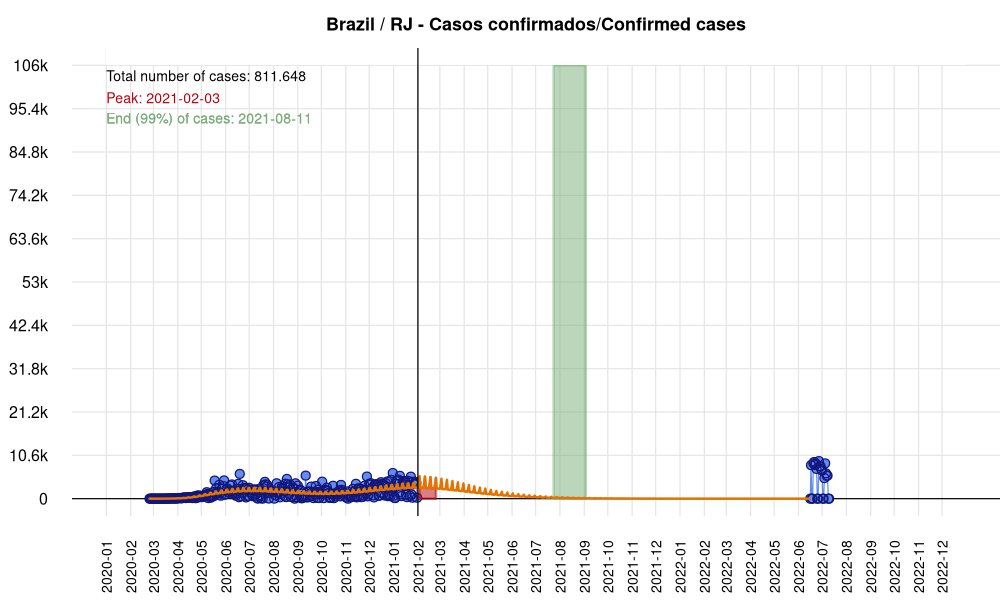 Brazil / RJ - Casos confirmados/Confirmed cases
Total number of cases: 811.648
Peak: 2021-02-03
End (99%) of cases: 2021-08-11
106k
95.4k
84.8k
74.2k
63.6k
53k
42.4k
31.8k
21.2k
10.6k
0
2020-01
2020-02
2020-03
2020-04
2020-05
2020-06
2020-07
2020-08
2020-09
2020-10
2020-11
2020-12
2021-01
2021-02
2021-03
2021-04
2021-05
2021-06
2021-07
2021-08
2021-09
2021-10
2021-11
2021-12
2022-01
2022-02
2022-03
2022-04
2022-05
2022-06
2022-07
2022-08
2022-09
2022-10
2022-11
2022-12